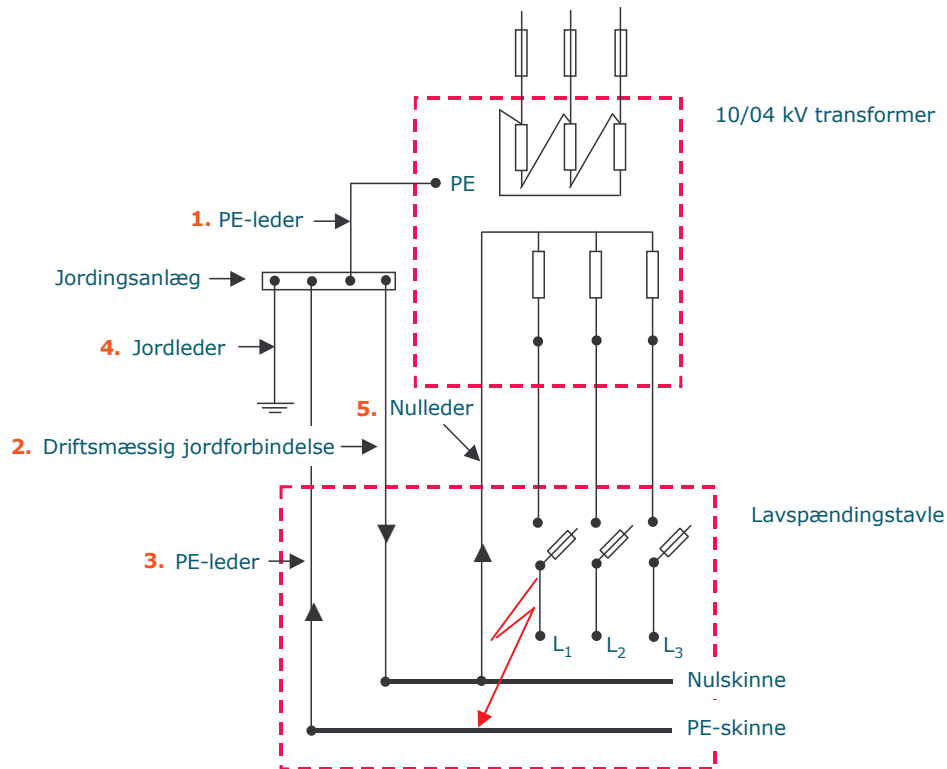 10/04 kV transformer
PE
1. PE-leder
Jordingsanlæg
4. Jordleder
5. Nulleder
2. Driftsmæssig jordforbindelse
Lavspændingstavle
3. PE-leder
L1 L2 L3
Nulskinne
PE-skinne